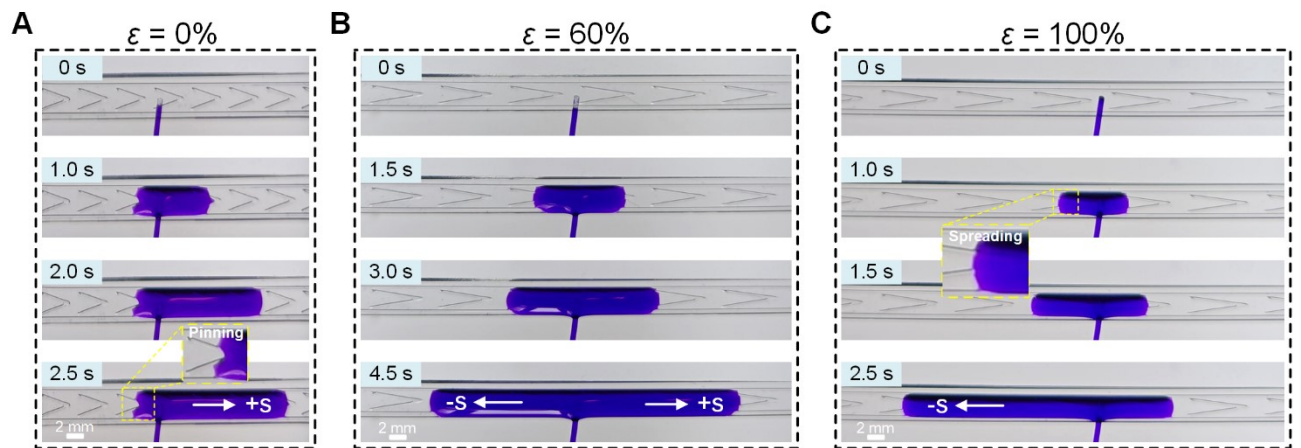 A
ε = 0%
0 s
1.0 s
2.0 s
Pinning
2.5 s
+S
2 mm
B
ε = 60%
0 s
1.5 s
3.0 s
4.5 s
-S
+S
2 mm
C
ε = 100%
0 s
1.0 s
Spreading
1.5 s
2.5 s
-S
2 mm